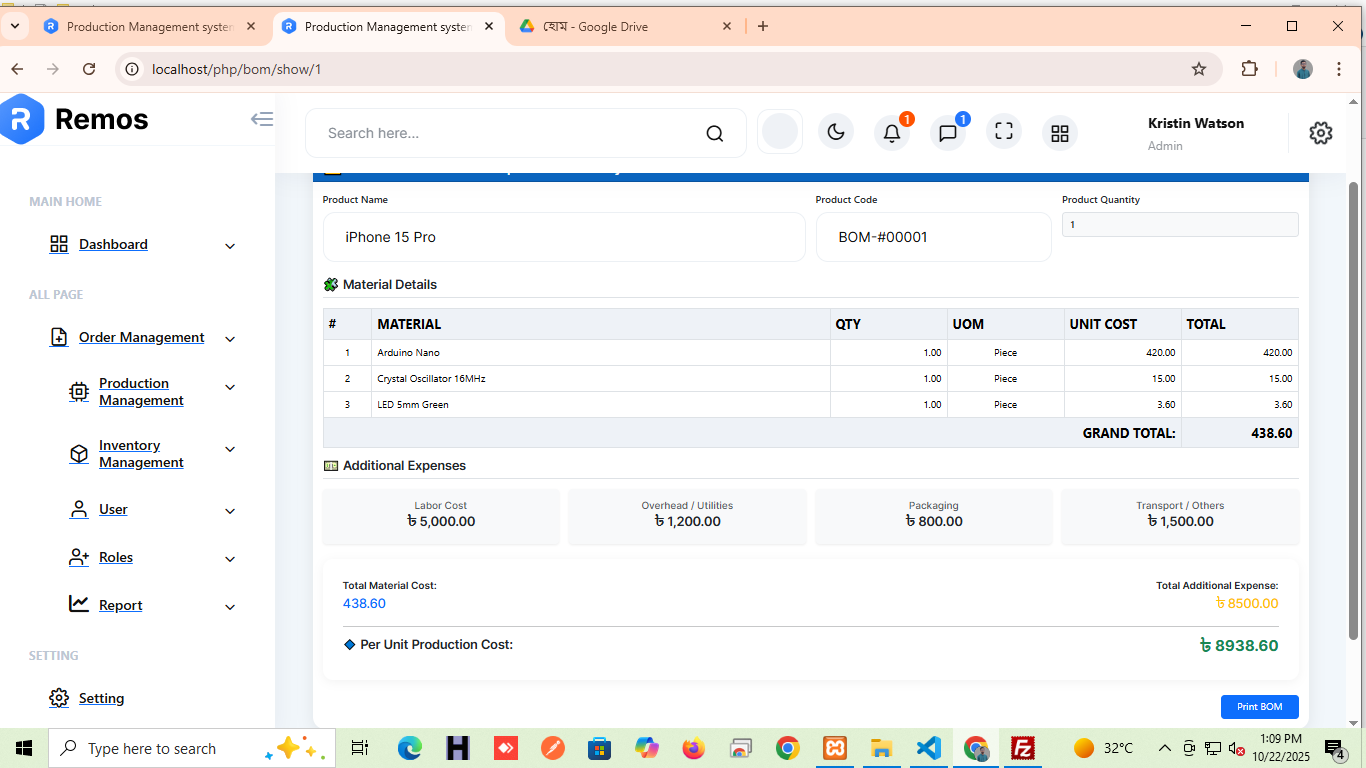 Production Management system
Production Management system
হোম - Google Drive
localhost/php/bom/show/1
R Remos
Search here...
1
1
Kristin Watson
Admin
MAIN HOME
Dashboard
ALL PAGE
Order Management
Production
Management
Inventory
Management
User
Roles
Report
SETTING
Setting
Product Name
Product Code
Product Quantity
iPhone 15 Pro
BOM-#00001
1
Material Details
# MATERIAL QTY UOM UNIT COST TOTAL
1 Arduino Nano 1.00 Piece 420.00 420.00
2 Crystal Oscillator 16MHz 1.00 Piece 15.00 15.00
3 LED 5mm Green 1.00 Piece 3.60 3.60
GRAND TOTAL: 438.60
Additional Expenses
Labor Cost
৳ 5,000.00
Overhead / Utilities
৳ 1,200.00
Packaging
৳ 800.00
Transport / Others
৳ 1,500.00
Total Material Cost:
438.60
Total Additional Expense:
৳ 8500.00
Per Unit Production Cost:
৳ 8938.60
Print BOM
Type here to search
32°C
1:09 PM
10/22/2025
4